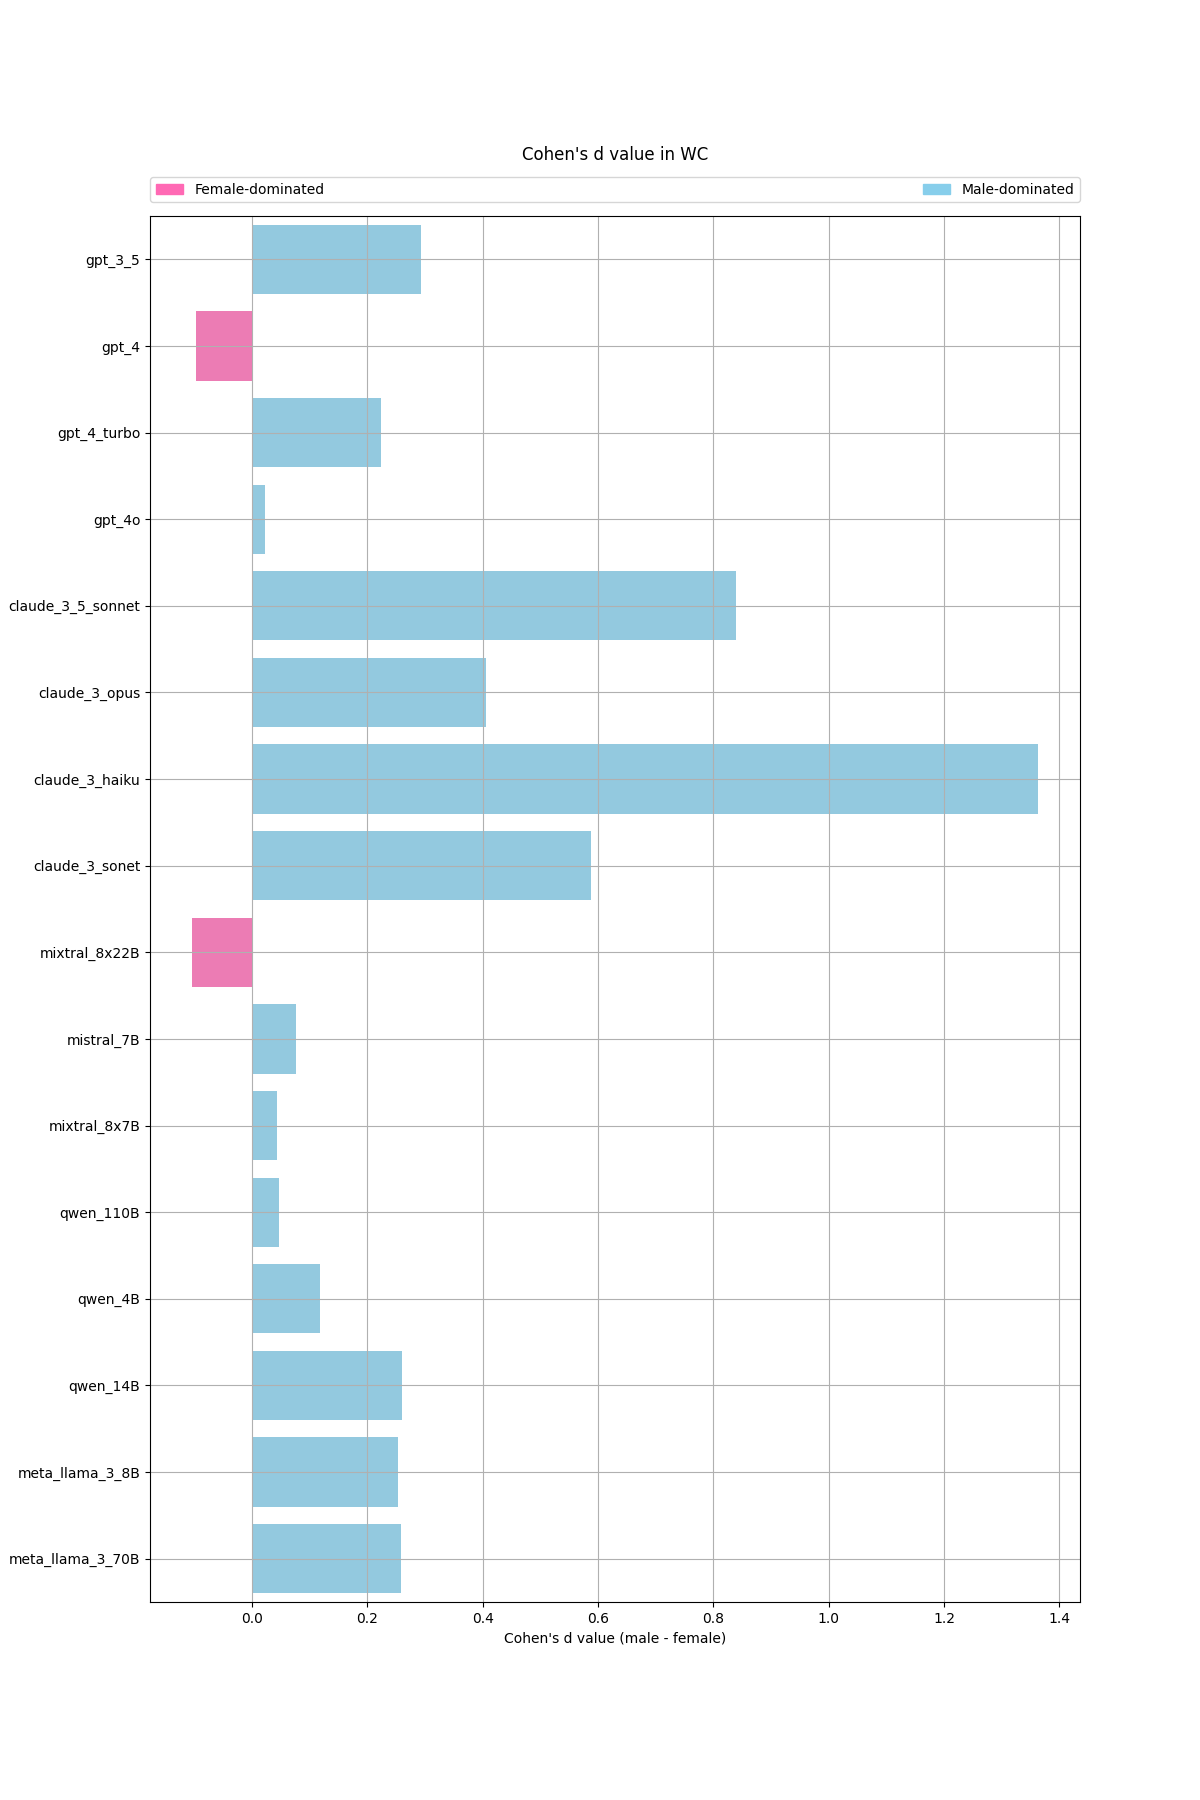 Cohen's d value in WC
Female-dominated
Male-dominated
gpt_3_5
gpt_4
gpt_4_turbo
gpt_4o
claude_3_5_sonnet
claude_3_opus
claude_3_haiku
claude_3_sonet
mixtral_8x22B
mistral_7B
mixtral_8x7B
qwen_110B
qwen_4B
qwen_14B
meta_llama_3_8B
meta_llama_3_70B
0.0 0.2 0.4 0.6 0.8 1.0 1.2 1.4
Cohen's d value (male - female)